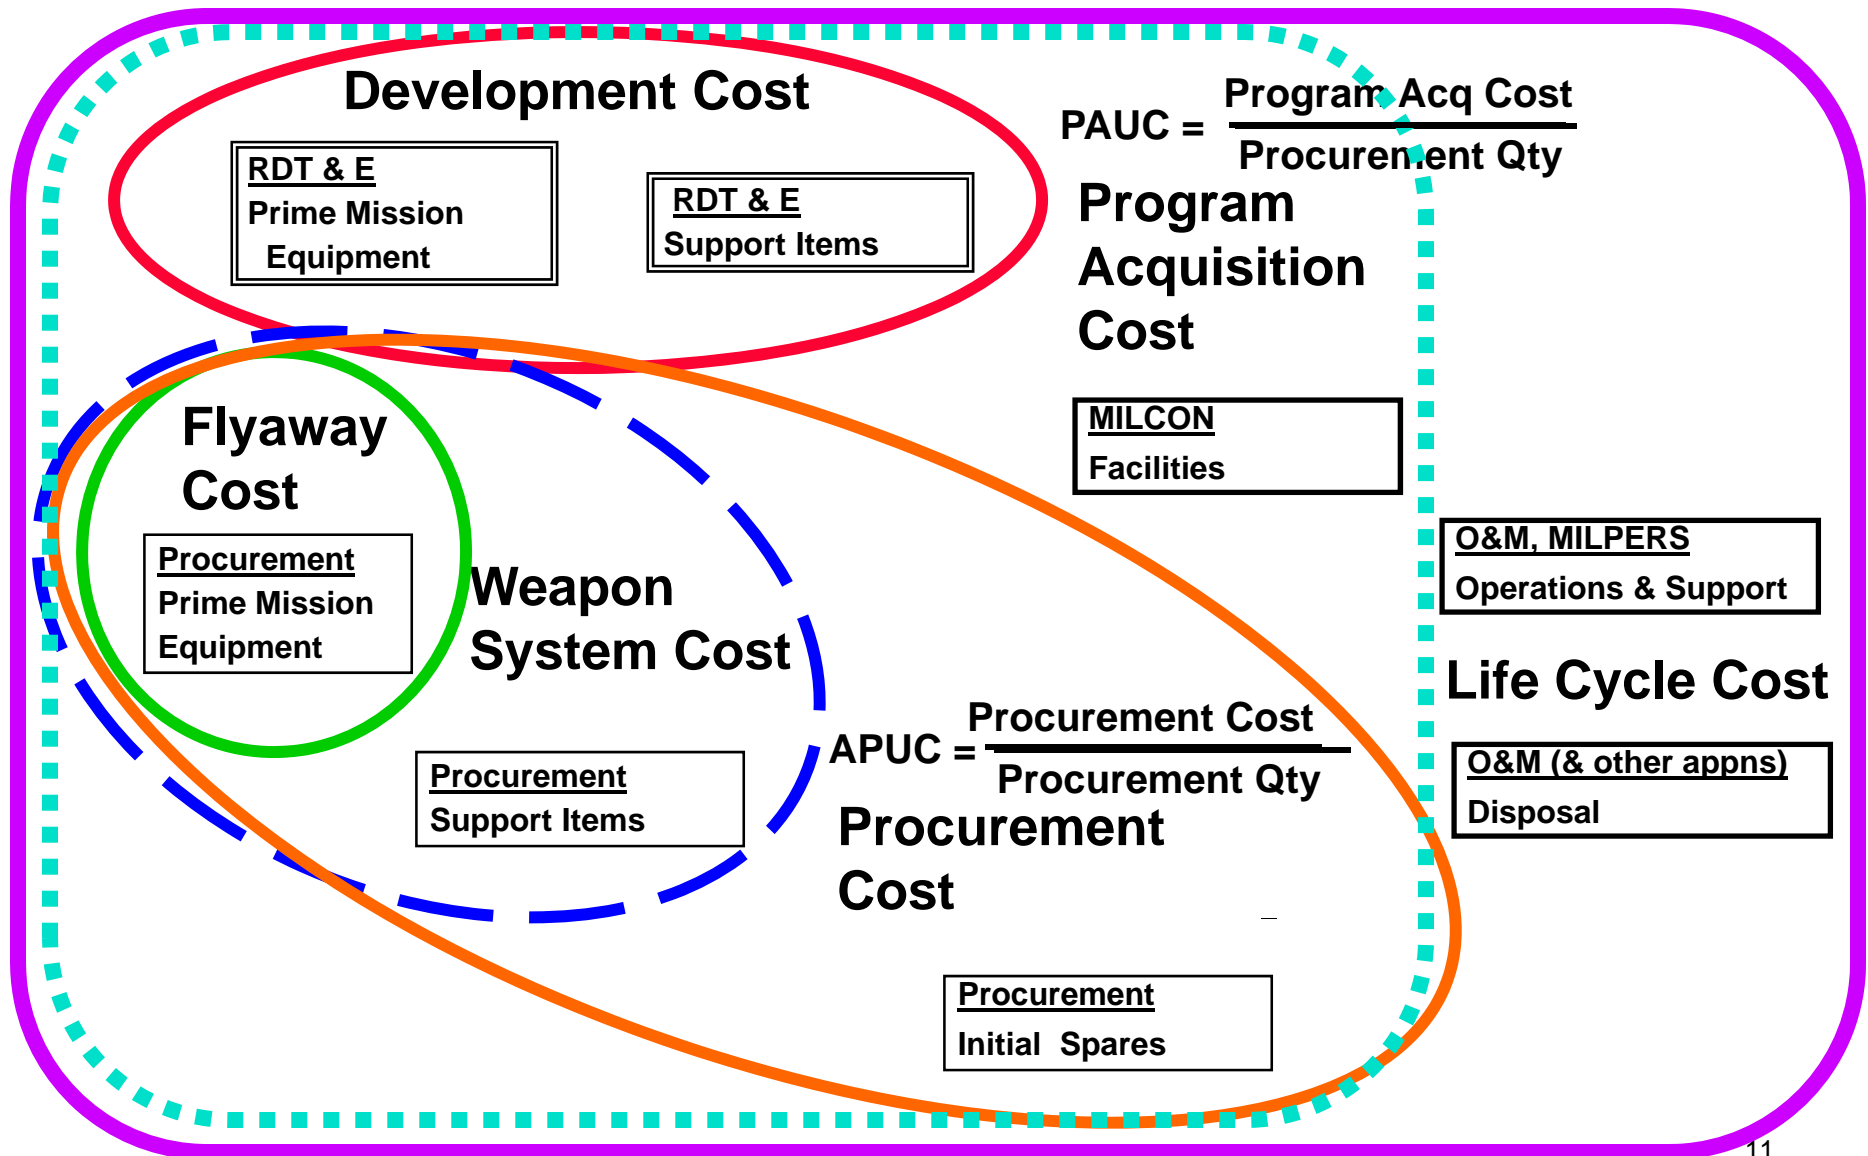 Development Cost
RDT & E
Prime Mission
Equipment
RDT & E
Support Items
PAUC =
Program Acq Cost
Procurement Qty
Program
Acquisition
Cost
MILCON
Facilities
Flyaway
Cost
Procurement
Prime Mission
Equipment
Weapon
System Cost
Procurement
Support Items
APUC =
Procurement Cost
Procurement Qty
Procurement
Cost
Procurement
Initial Spares
O&M, MILPERS
Operations & Support
Life Cycle Cost
O&M (& other appns)
Disposal
11